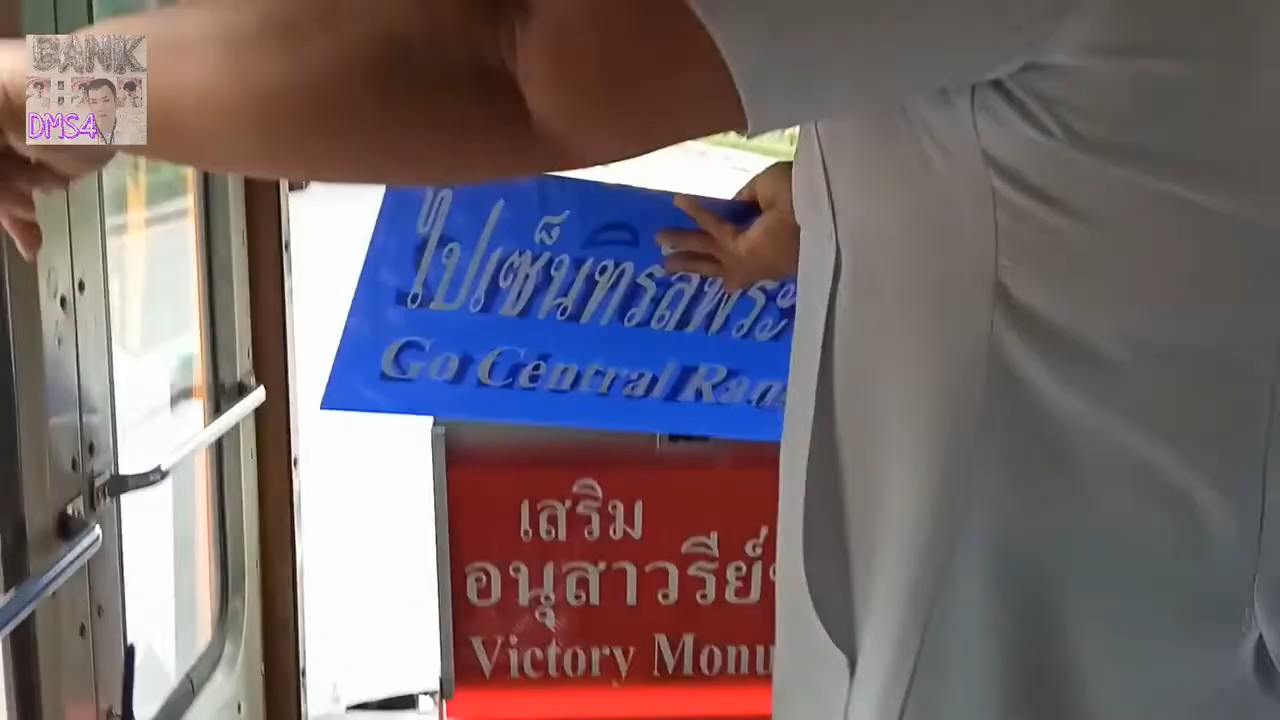 BANK
DMS4
ไปเซ็นทรัลพระ
Go Central Ram
เสริม
อนุสาวรีย์
Victory Monu